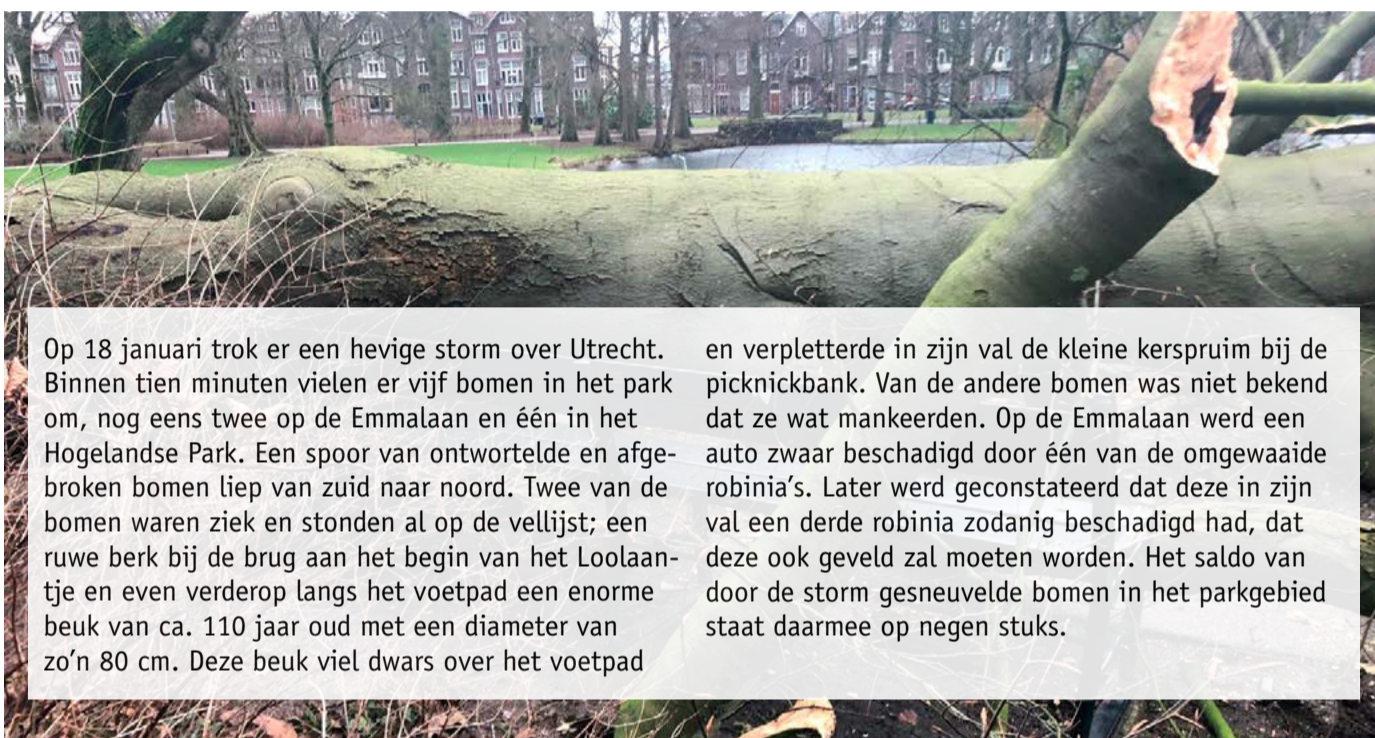 Op 18 januari trok er een hevige storm over Utrecht.
Binnen tien minuten vielen er vijf bomen in het park
om, nog eens twee op de Emmalaan en één in het
Hogelandse Park. Een spoor van ontwortelde en afge-
broken bomen liep van zuid naar noord. Twee van de
bomen waren ziek en stonden al op de vellijst; een
ruwe berk bij de brug aan het begin van het Loolaan-
tje en even verderop langs het voetpad een enorme
beuk van ca. 110 jaar oud met een diameter van
zo’n 80 cm. Deze beuk viel dwars over het voetpad
en verpletterde in zijn val de kleine kerspruim bij de
picknickbank. Van de andere bomen was niet bekend
dat ze wat mankeerden. Op de Emmalaan werd een
auto zwaar beschadigd door één van de omgewaaide
robinia’s. Later werd geconstateerd dat deze in zijn
val een derde robinia zodanig beschadigd had, dat
deze ook geveld zal moeten worden. Het saldo van
door de storm gesneuvelde bomen in het parkgebied
staat daarmee op negen stuks.